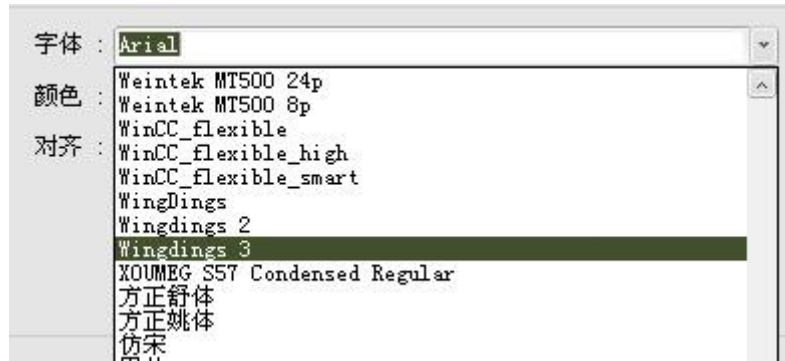 字体 : Arial
颜色 :
对齐 :
Weintek MT500 24p
Weintek MT500 8p
WinCC_flexible
WinCC_flexible_high
WinCC_flexible_smart
WingDings
Wingdings 2
Wingdings 3
XOUMEG S57 Condensed Regular
方正舒体
方正姚体
仿宋